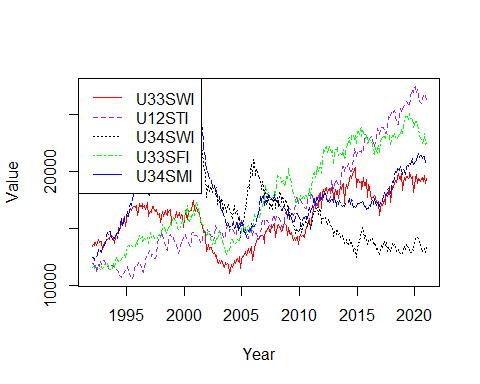 U33SWI
U12STI
U34SWI
U33SFI
U34SMI
Value
10000
20000
1995
2000
2005
2010
2015
2020
Year